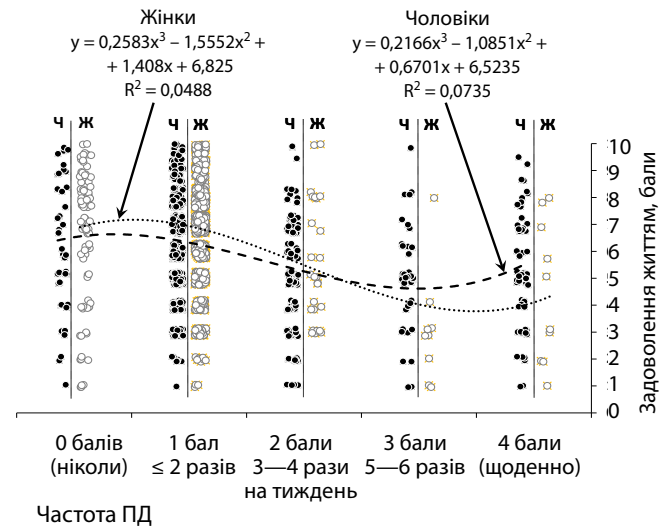 Жінки
y = 0,2583x³ – 1,5552x² +
+ 1,408x + 6,825
R² = 0,0488
Чоловіки
y = 0,2166x³ – 1,0851x² +
+ 0,6701x + 6,5235
R² = 0,0735
Ч Ж Ч Ж Ч Ж Ч Ж Ч Ж
10
9
8
7
6
5
4
3
2
1
0
Задоволення життям, бали
0 балів
(ніколи)
1 бал
≤ 2 разів
2 бали
3—4 рази
на тиждень
3 бали
5—6 разів
4 бали
(щоденно)
Частота ПД